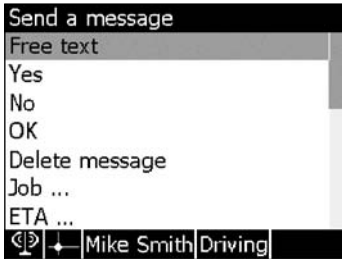 Send a message
Free text
Yes
No
OK
Delete message
Job ...
ETA ...
Mike Smith Driving